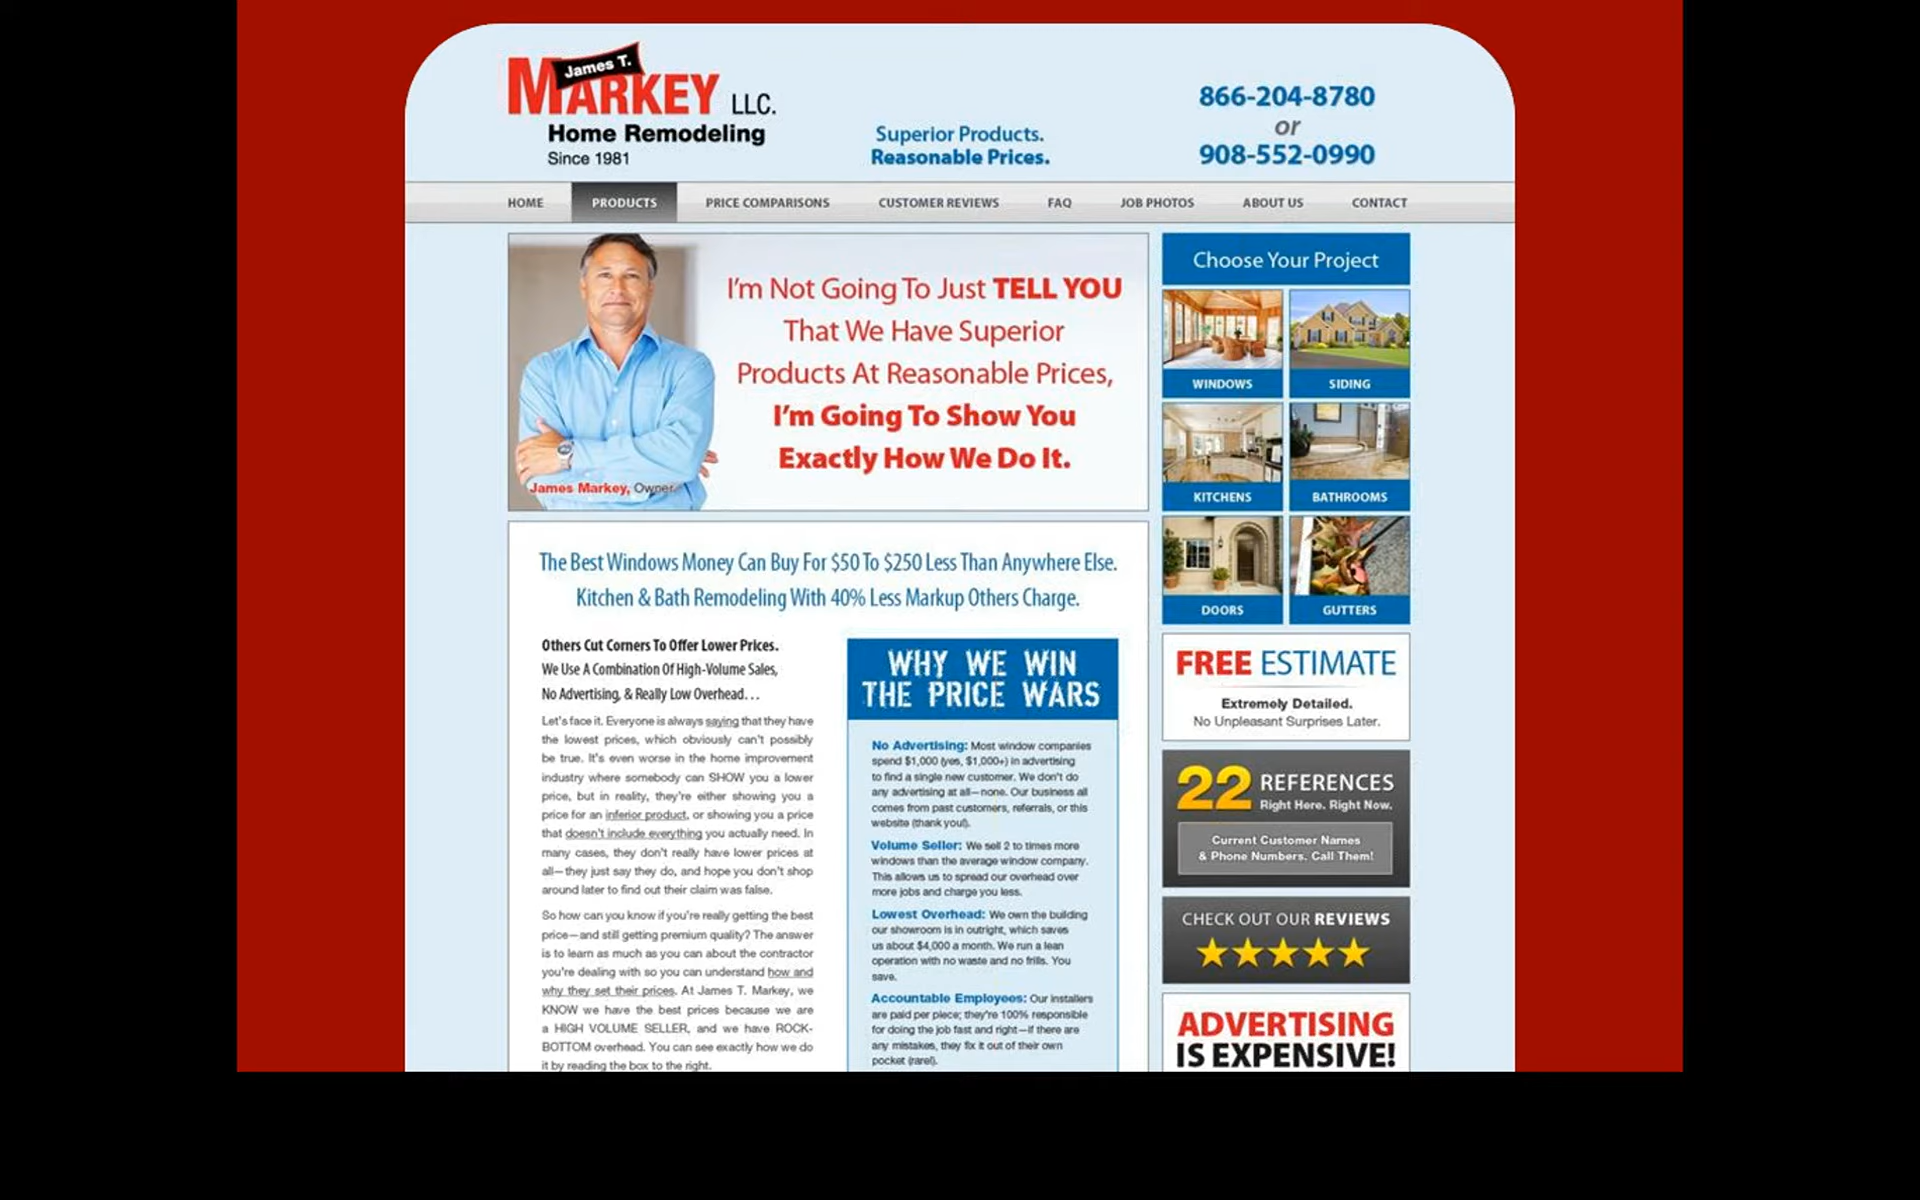 James T.
MARKEY LLC.
Home Remodeling
Since 1981
Superior Products.
Reasonable Prices.
866-204-8780
or
908-552-0990
HOME PRODUCTS PRICE COMPARISONS CUSTOMER REVIEWS FAQ JOB PHOTOS ABOUT US CONTACT
I'm Not Going To Just TELL YOU
That We Have Superior
Products At Reasonable Prices,
I'm Going To Show You
Exactly How We Do It.
James Markey, Owner
The Best Windows Money Can Buy For $50 To $250 Less Than Anywhere Else.
Kitchen & Bath Remodeling With 40% Less Markup Others Charge.
Others Cut Corners To Offer Lower Prices.
We Use A Combination Of High-Volume Sales,
No Advertising, & Really Low Overhead...
Let's face it. Everyone is always saying that they have
the lowest prices, which obviously can't possibly
be true. It's even worse in the home improvement
industry where somebody can SHOW you a lower
price, but in reality, they're either showing you a
price for an inferior product, or showing you a price
that doesn't include everything you actually need. In
many cases, they don't really have lower prices at
all—they just say they do, and hope you don't shop
around later to find out their claim was false.
So how can you know if you're really getting the best
price—and still getting premium quality? The answer
is to learn as much as you can about the contractor
you're dealing with so you can understand how and
why they set their prices. At James T. Markey, we
KNOW we have the best prices because we are
a HIGH VOLUME SELLER, and we have ROCK-
BOTTOM overhead. You can see exactly how we do
it by reading the box to the right.
WHY WE WIN
THE PRICE WARS
No Advertising: Most window companies
spend $1,000 (yes, $1,000+) in advertising
to find a single new customer. We don't do
any advertising at all—none. Our business all
comes from past customers, referrals, or this
website (thank you!).
Volume Seller: We sell 2 to times more
windows than the average window company.
This allows us to spread our overhead over
more jobs and charge you less.
Lowest Overhead: We own the building
our showroom is in outright, which saves
us about $4,000 a month. We run a lean
operation with no waste and no frills. You
save.
Accountable Employees: Our installers
are paid per piece; they're 100% responsible
for doing the job fast and right—if there are
any mistakes, they fix it out of their own
pocket (rare!).
Choose Your Project
WINDOWS SIDING
KITCHENS BATHROOMS
DOORS GUTTERS
FREE ESTIMATE
Extremely Detailed.
No Unpleasant Surprises Later.
22 REFERENCES
Right Here. Right Now.
Current Customer Names
& Phone Numbers. Call Them!
CHECK OUT OUR REVIEWS
ADVERTISING
IS EXPENSIVE!